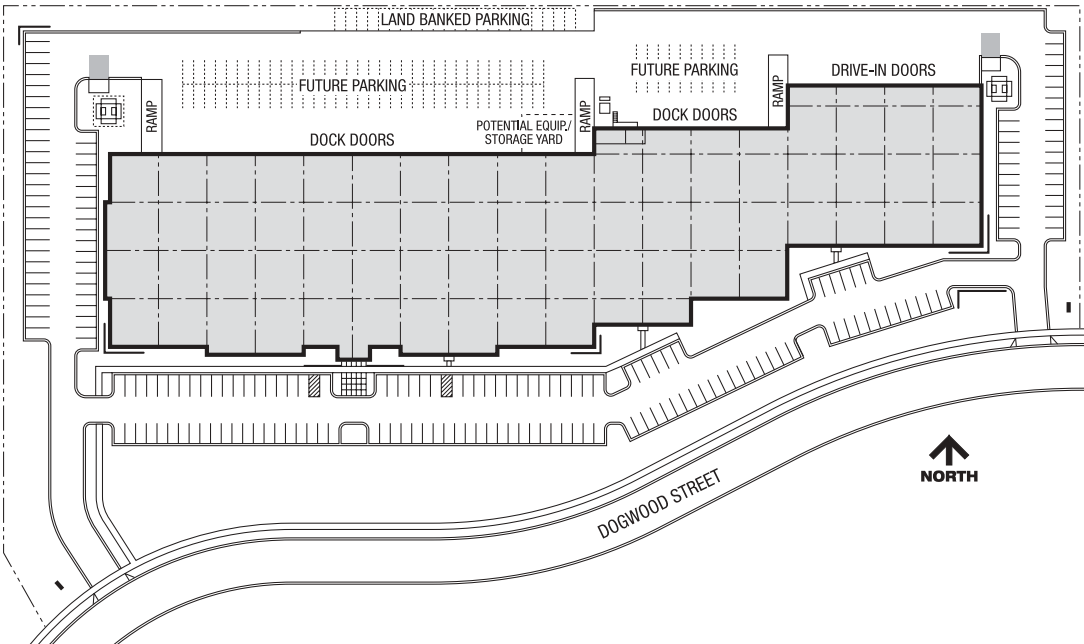 LAND BANKED PARKING
FUTURE PARKING
FUTURE PARKING
DRIVE-IN DOORS
RAMP
RAMP
RAMP
DOCK DOORS
POTENTIAL EQUIP./
STORAGE YARD
DOCK DOORS
DOGWOOD STREET
NORTH